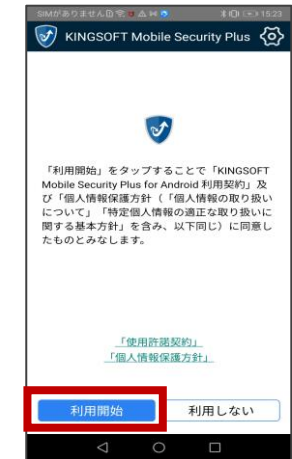 SIMがありません
15:23
KINGSOFT Mobile Security Plus
「利用開始」をタップすることで「KINGSOFT
Mobile Security Plus for Android 利用契約」及
び「個人情報保護方針（「個人情報の取り扱い
について」「特定個人情報の適正な取り扱いに
関する基本方針」を含み、以下同じ）に同意し
たものとみなします。
「使用許諾契約」
「個人情報保護方針」
利用開始
利用しない